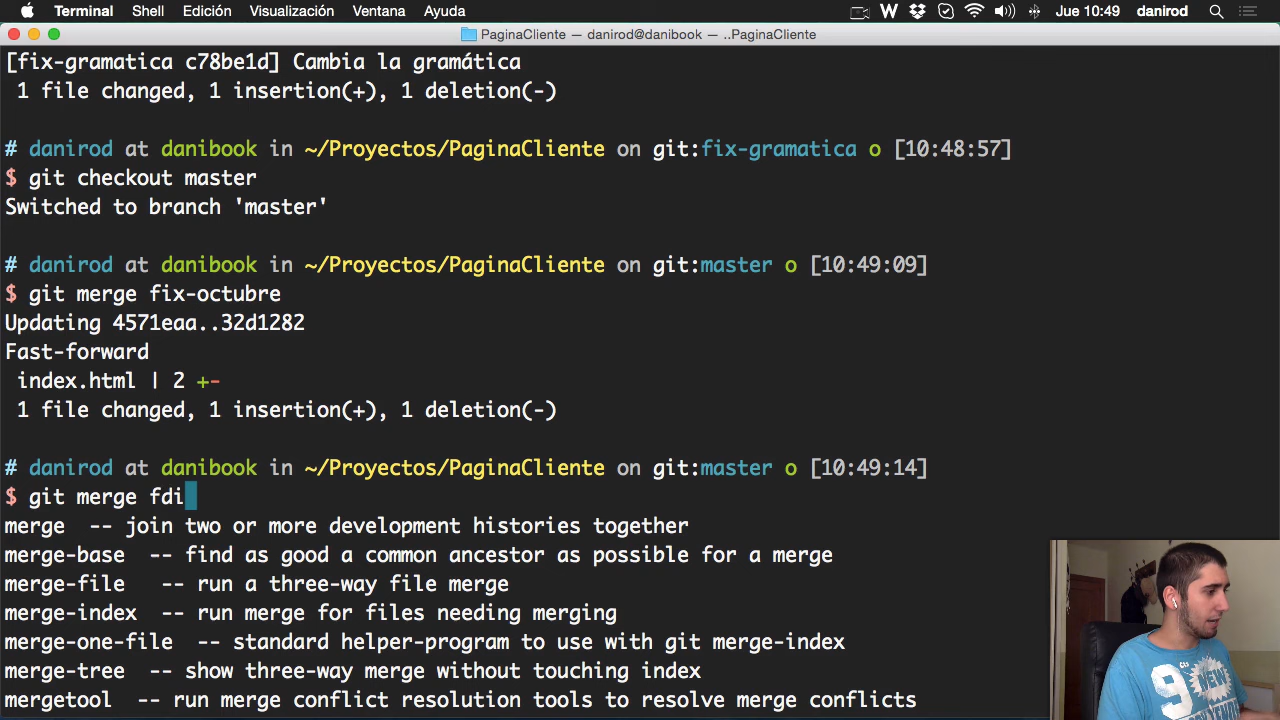 Terminal Shell Edición Visualización Ventana Ayuda Jue 10:49 danirod
PaginaCliente — danirod@danibook — ..PaginaCliente
[fix-gramatica c78be1d] Cambia la gramática
1 file changed, 1 insertion(+), 1 deletion(-)
# danirod at danibook in ~/Proyectos/PaginaCliente on git:fix-gramatica o [10:48:57]
$ git checkout master
Switched to branch 'master'
# danirod at danibook in ~/Proyectos/PaginaCliente on git:master o [10:49:09]
$ git merge fix-octubre
Updating 4571eaa..32d1282
Fast-forward
index.html | 2 +-
1 file changed, 1 insertion(+), 1 deletion(-)
# danirod at danibook in ~/Proyectos/PaginaCliente on git:master o [10:49:14]
$ git merge fdi
merge -- join two or more development histories together
merge-base -- find as good a common ancestor as possible for a merge
merge-file -- run a three-way file merge
merge-index -- run merge for files needing merging
merge-one-file -- standard helper-program to use with git merge-index
merge-tree -- show three-way merge without touching index
mergetool -- run merge conflict resolution tools to resolve merge conflicts